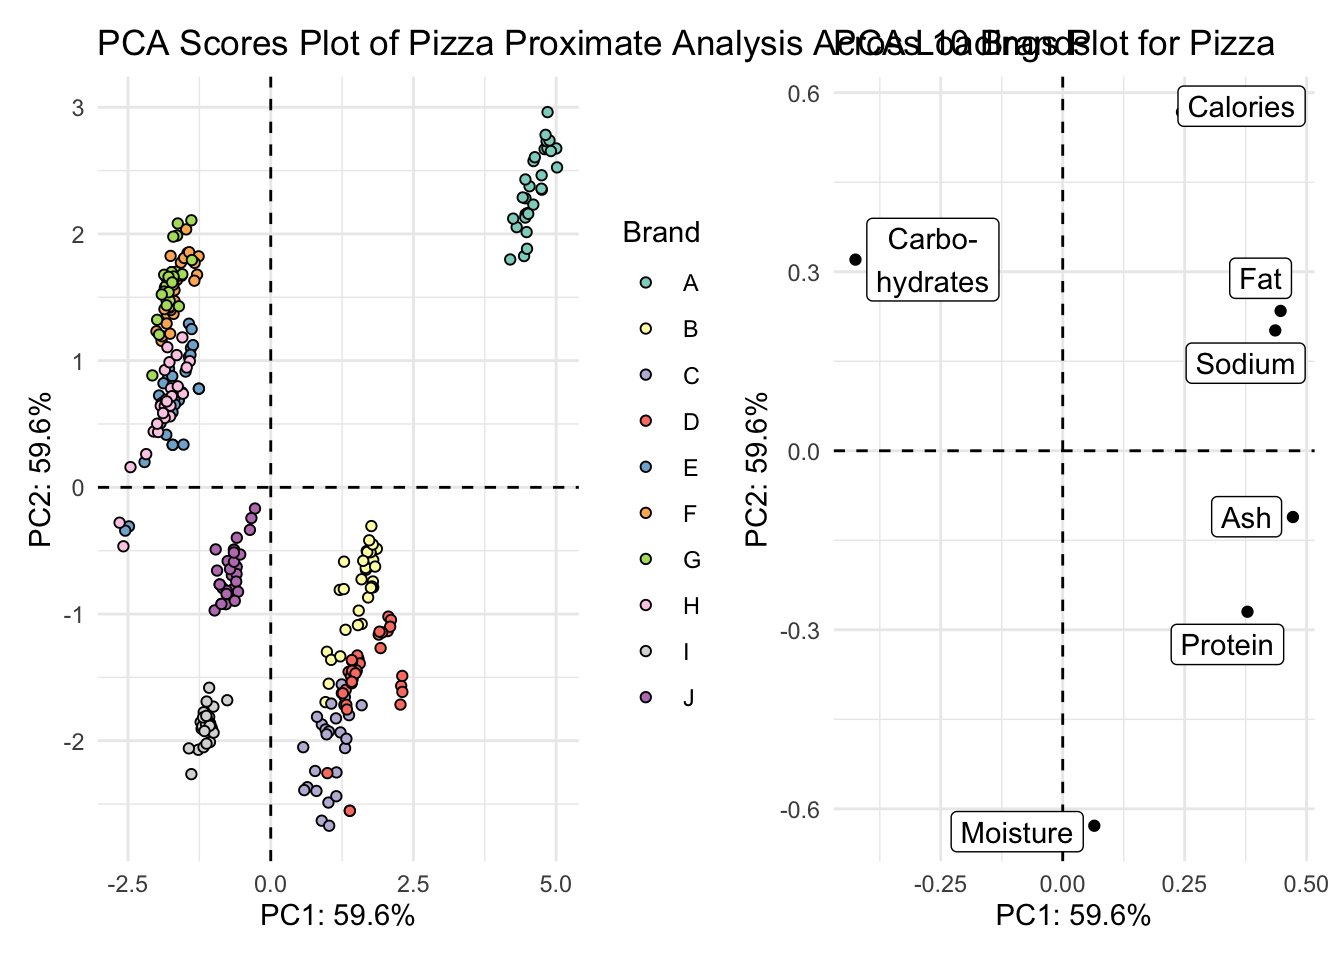 PCA Scores Plot of Pizza Proximate Analysis Across 10 Brands
PCA Loadings Plot for Pizza
3
2
1
0
-1
-2
PC2: 59.6%
-2.5
0.0
2.5
5.0
PC1: 59.6%
Brand
A
B
C
D
E
F
G
H
I
J
0.6
0.3
0.0
-0.3
-0.6
PC2: 59.6%
Calories
Carbo-
hydrates
Fat
Sodium
Ash
Protein
Moisture
-0.25
0.00
0.25
0.50
PC1: 59.6%